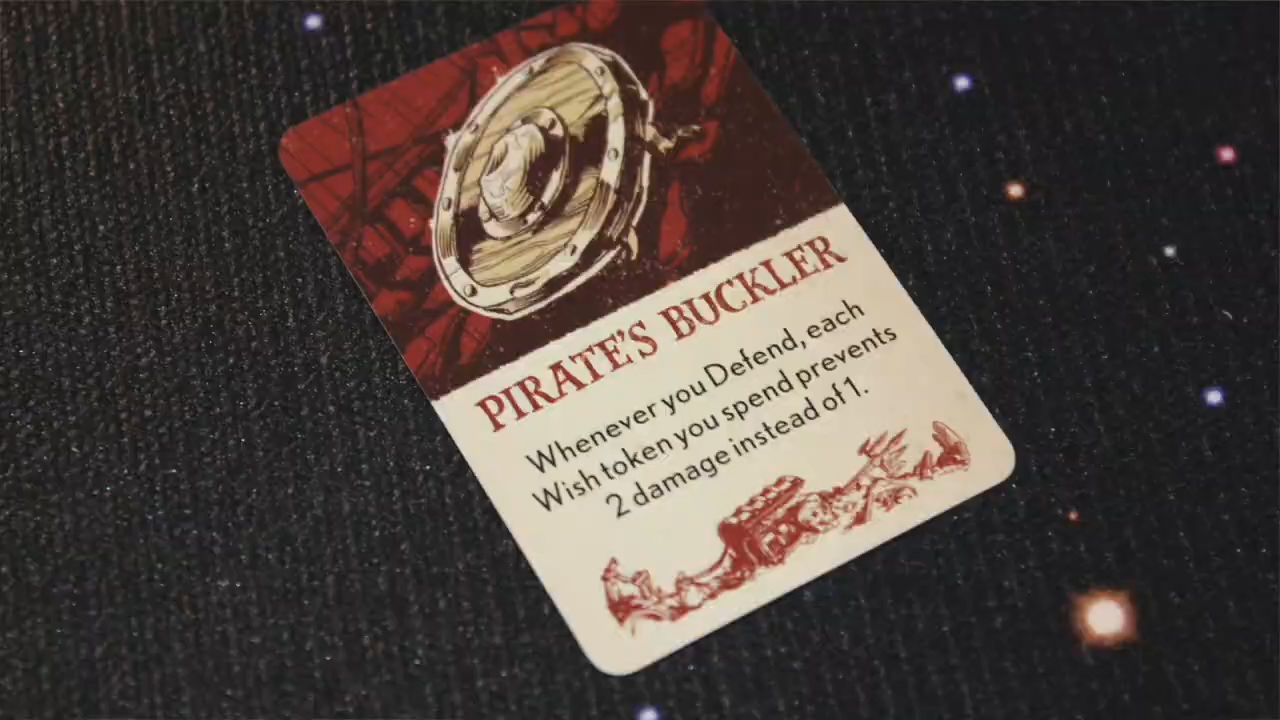 PIRATE'S BUCKLER
Whenever you Defend, each
Wish token you spend prevents
2 damage instead of 1.